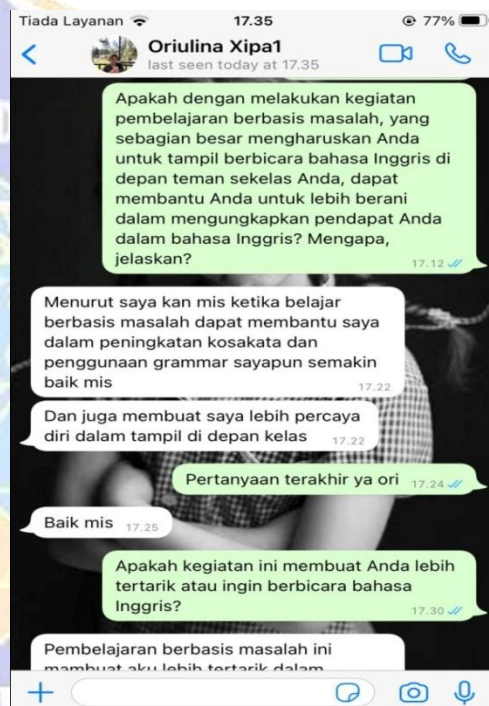 Tiada Layanan 17.35 77%
Oriulina Xipa1
last seen today at 17.35
Apakah dengan melakukan kegiatan
pembelajaran berbasis masalah, yang
sebagian besar mengharuskan Anda
untuk tampil berbicara bahasa Inggris di
depan teman sekelas Anda, dapat
membantu Anda untuk lebih berani
dalam mengungkapkan pendapat Anda
dalam bahasa Inggris? Mengapa,
jelaskan?
17.12
Menurut saya kan mis ketika belajar
berbasis masalah dapat membantu saya
dalam peningkatan kosakata dan
penggunaan grammar sayapun semakin
baik mis
17.22
Dan juga membuat saya lebih percaya
diri dalam tampil di depan kelas 17.22
Pertanyaan terakhir ya ori 17.24
Baik mis 17.25
Apakah kegiatan ini membuat Anda lebih
tertarik atau ingin berbicara bahasa
Inggris?
17.30
Pembelajaran berbasis masalah ini
mambuat aku lebih tertarik dalam